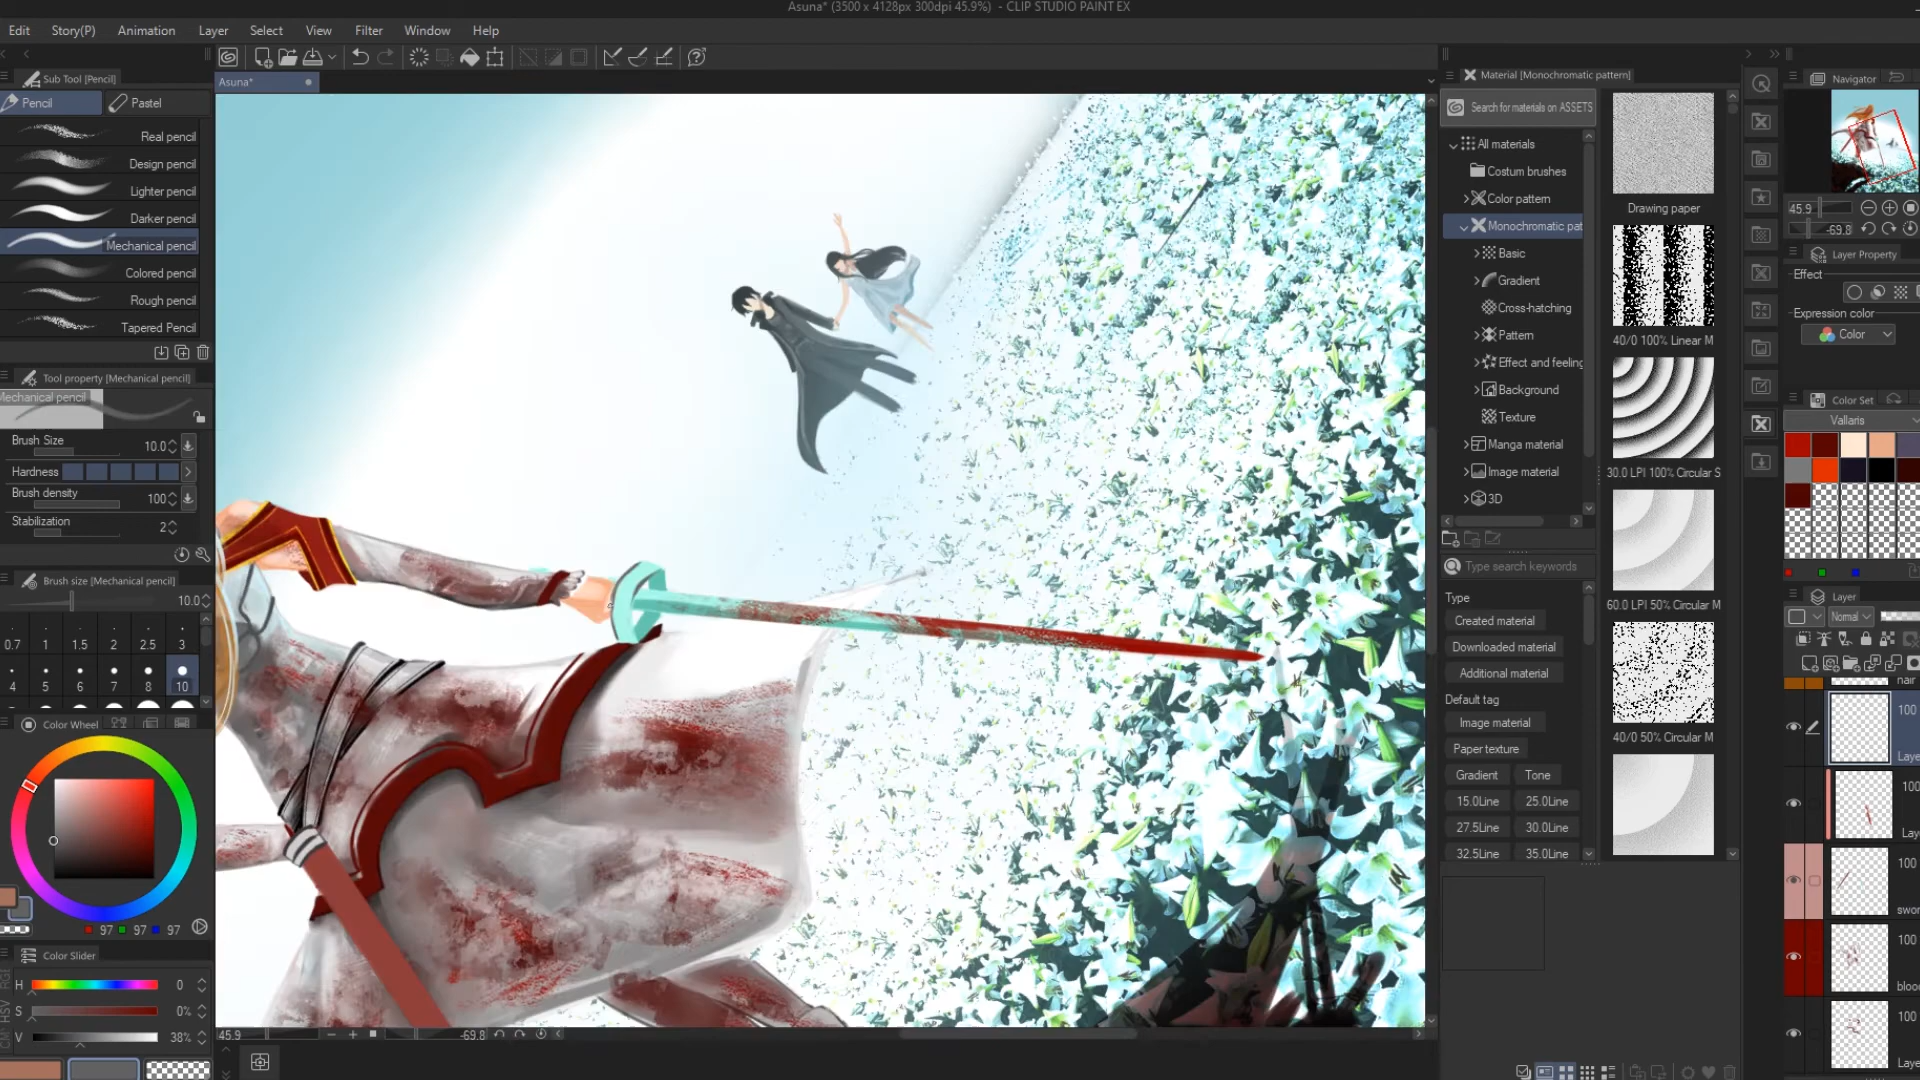 Asuna* (3500 x 4128px 300dpi 45.9%) - CLIP STUDIO PAINT EX
Edit Story(P) Animation Layer Select View Filter Window Help
Sub Tool [Pencil]
Pencil Pastel
Real pencil
Design pencil
Lighter pencil
Darker pencil
Mechanical pencil
Colored pencil
Rough pencil
Tapered Pencil
Tool property [Mechanical pencil]
Mechanical pencil
Brush Size 10.0
Hardness
Brush density 100
Stabilization 2
Brush size [Mechanical pencil]
10.0
0.7 1 1.5 2 2.5 3
4 5 6 7 8 10
Color Wheel
97 97 97
Color Slider
H 0
S 0%
V 38%
Asuna*
45.9 -69.8
Material [Monochromatic pattern]
Search for materials on ASSETS
All materials
Costum brushes
Color pattern
Monochromatic pat
Basic
Gradient
Cross-hatching
Pattern
Effect and feeling
Background
Texture
Manga material
Image material
3D
Type search keywords
Type
Created material
Downloaded material
Additional material
Default tag
Image material
Paper texture
Gradient Tone
15.0Line 25.0Line
27.5Line 30.0Line
32.5Line 35.0Line
Drawing paper
40/0 100% Linear M
30.0 LPI 100% Circular S
60.0 LPI 50% Circular M
40/0 50% Circular M
Navigator
45.9
-69.8
Layer Property
Effect
Expression color
Color
Color Set
Vallaris
Layer
Normal
hair
100
Laye
100
Laye
100
swor
100
bloo
100
Laye